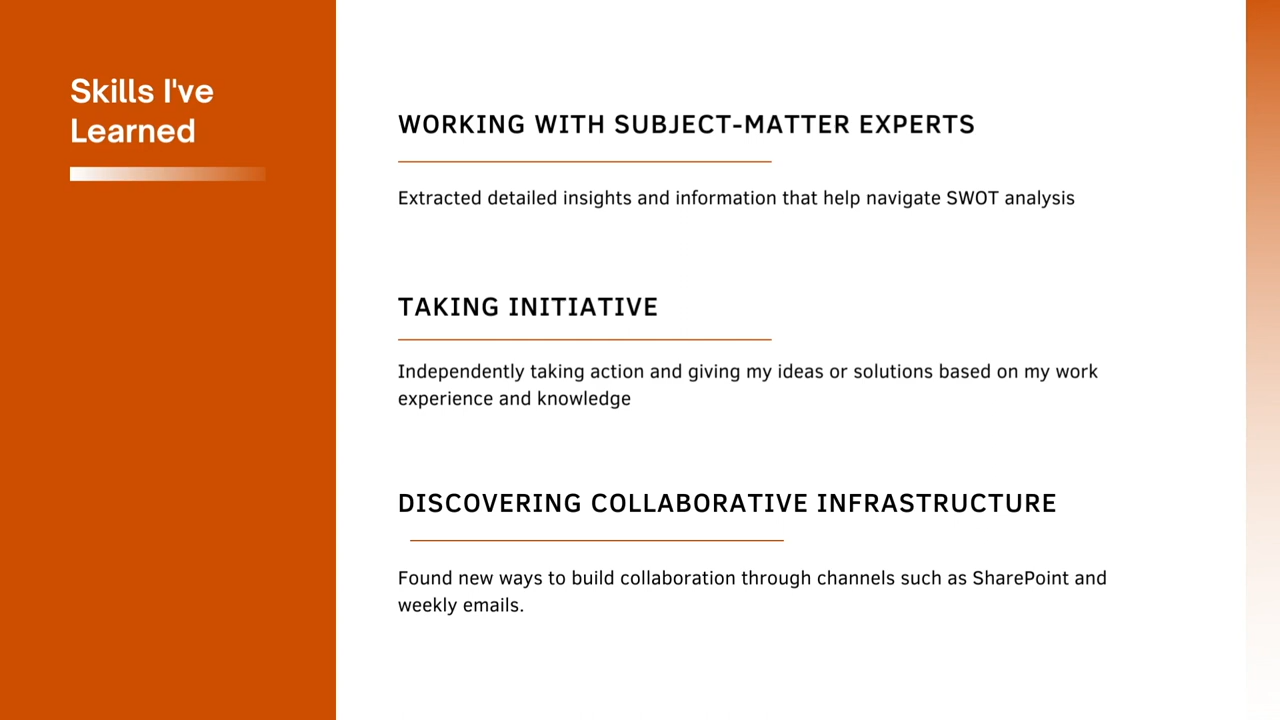 Skills I've
Learned
WORKING WITH SUBJECT-MATTER EXPERTS
Extracted detailed insights and information that help navigate SWOT analysis
TAKING INITIATIVE
Independently taking action and giving my ideas or solutions based on my work
experience and knowledge
DISCOVERING COLLABORATIVE INFRASTRUCTURE
Found new ways to build collaboration through channels such as SharePoint and
weekly emails.